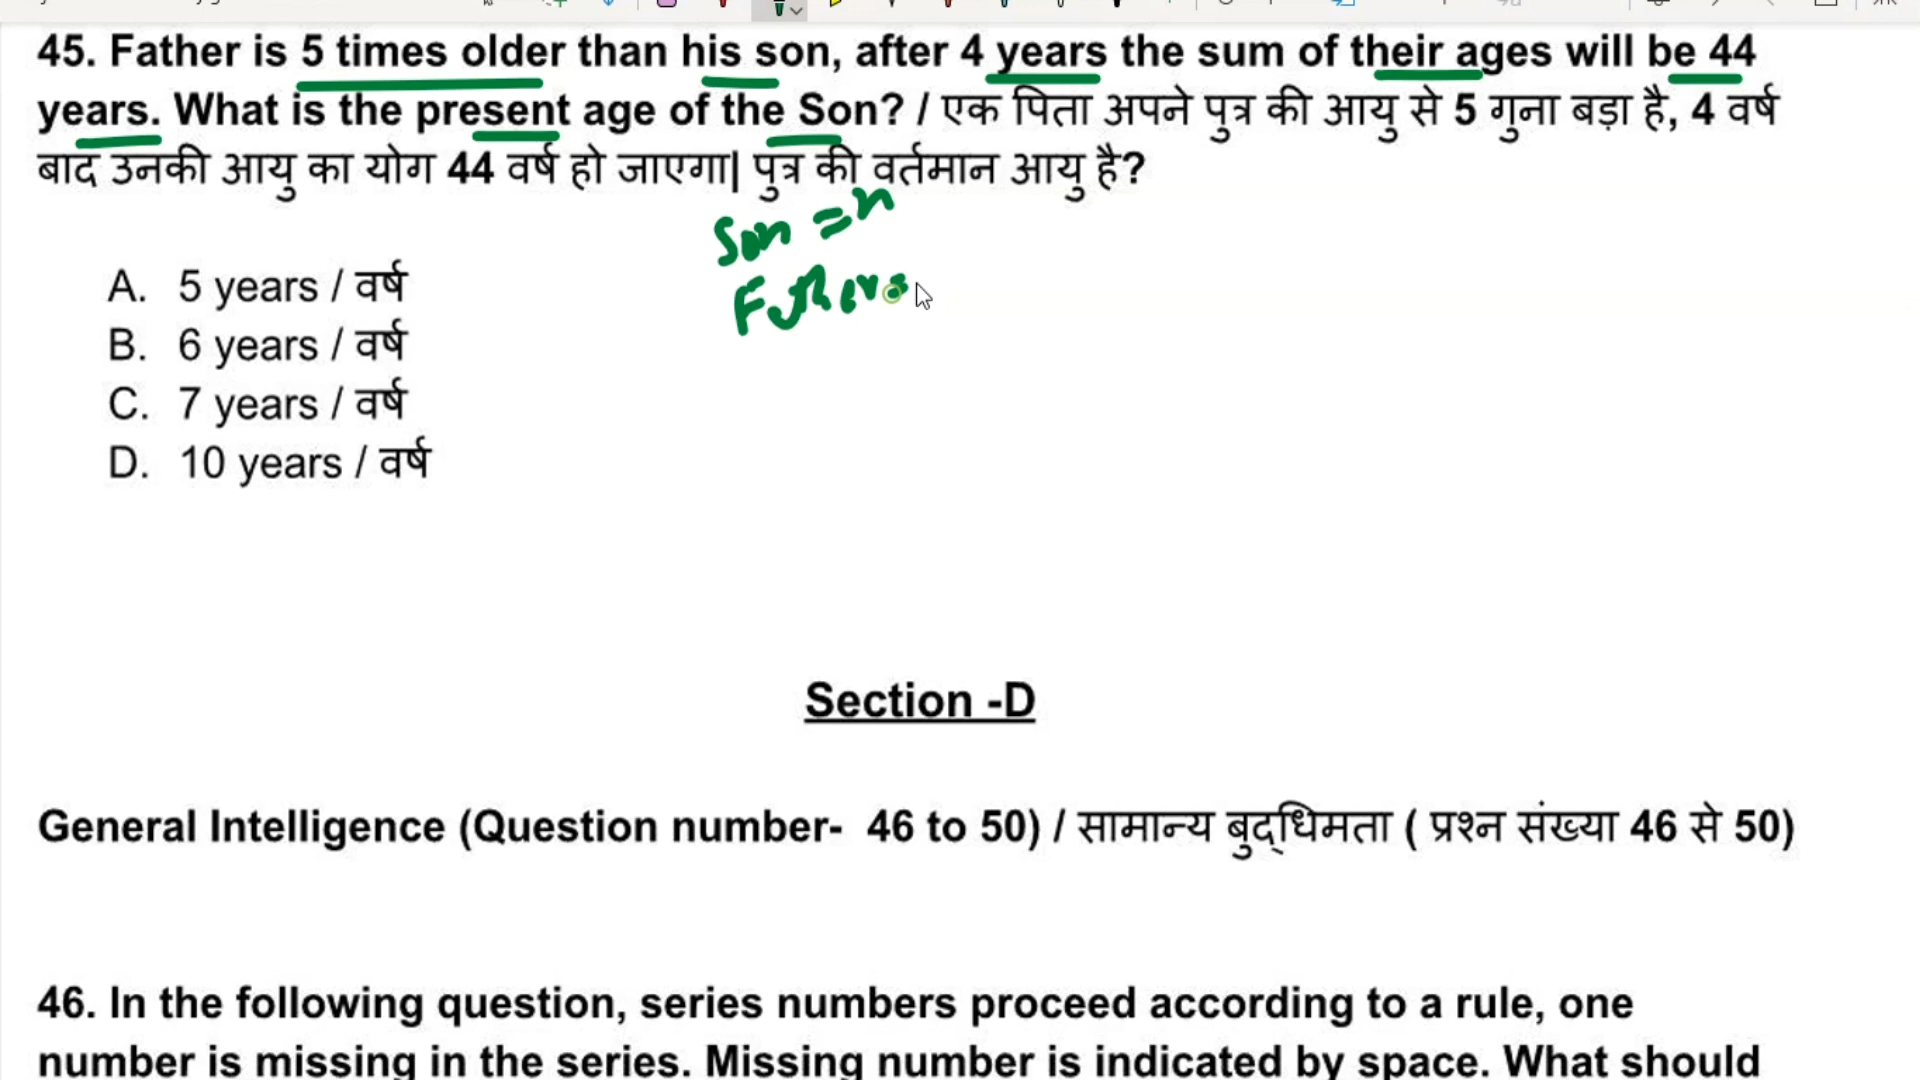 45. Father is 5 times older than his son, after 4 years the sum of their ages will be 44
years. What is the present age of the Son? / एक पिता अपने पुत्र की आयु से 5 गुना बड़ा है, 4 वर्ष
बाद उनकी आयु का योग 44 वर्ष हो जाएगा| पुत्र की वर्तमान आयु है?
Son = n
A. 5 years / वर्ष
B. 6 years / वर्ष
C. 7 years / वर्ष
D. 10 years / वर्ष
Section -D
General Intelligence (Question number- 46 to 50) / सामान्य बुद्धिमता ( प्रश्न संख्या 46 से 50)
46. In the following question, series numbers proceed according to a rule, one
number is missing in the series. Missing number is indicated by space. What should